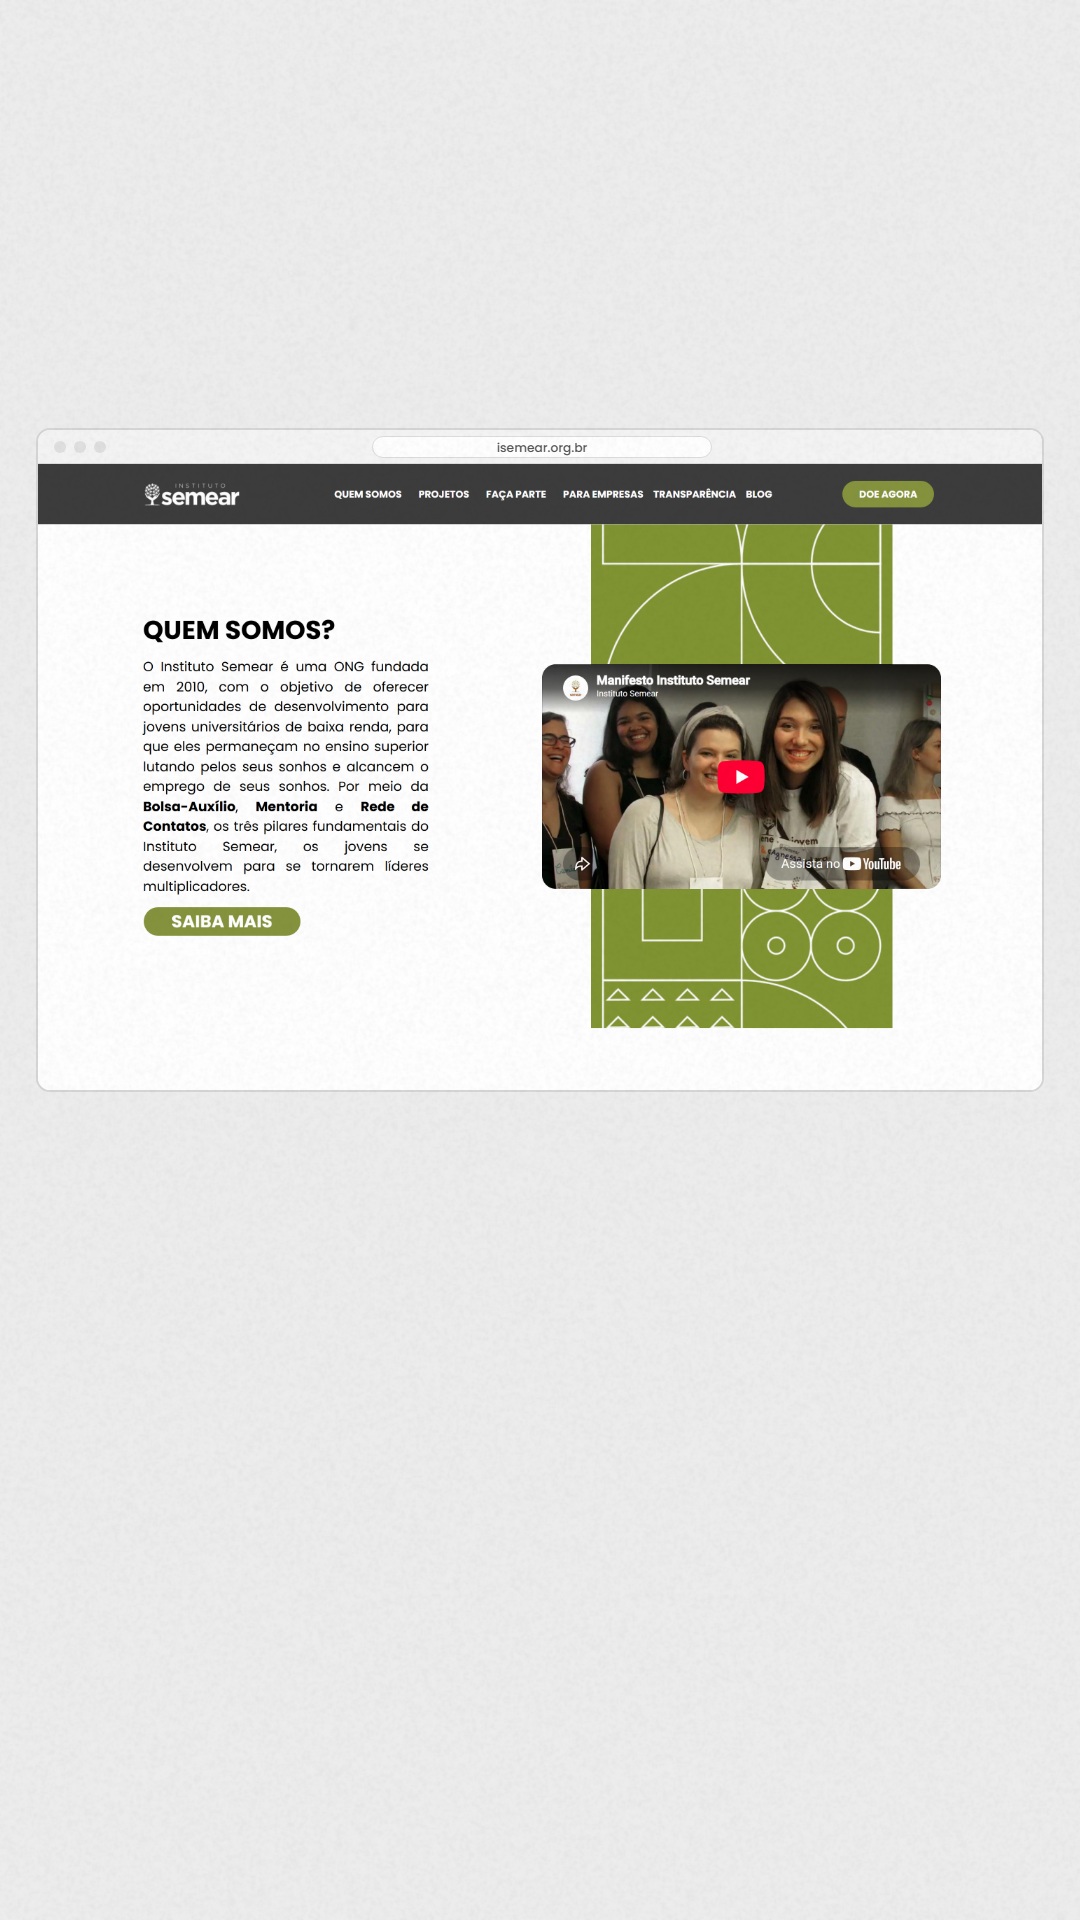 isemear.org.br
INSTITUTO
semear
QUEM SOMOS PROJETOS FAÇA PARTE PARA EMPRESAS TRANSPARÊNCIA BLOG
DOE AGORA
QUEM SOMOS?
O Instituto Semear é uma ONG fundada
em 2010, com o objetivo de oferecer
oportunidades de desenvolvimento para
jovens universitários de baixa renda, para
que eles permaneçam no ensino superior
lutando pelos seus sonhos e alcancem o
emprego de seus sonhos. Por meio da
Bolsa-Auxílio, Mentoria e Rede de
Contatos, os três pilares fundamentais do
Instituto Semear, os jovens se
desenvolvem para se tornarem líderes
multiplicadores.
SAIBA MAIS
Manifesto Instituto Semear
Instituto Semear
jovem
Assista no YouTube